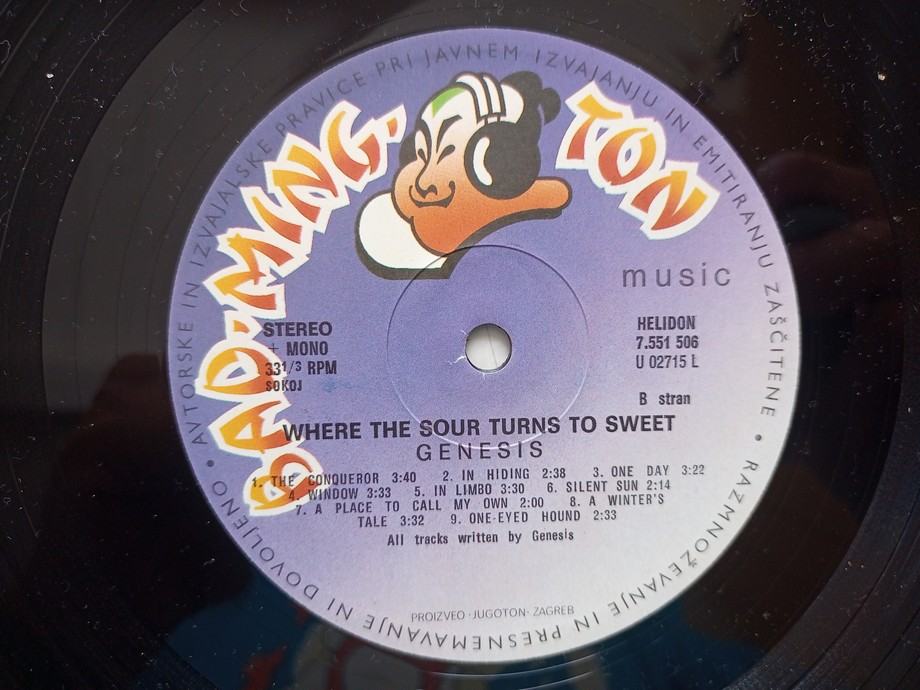 • AVTORSKE IN IZVAJALSKE PRAVICE PRI JAVNEM IZVAJANJU IN EMITIRANJU ZAŠČITENE • RAZMNOŽEVANJE IN PRESNEMAVANJE NI DOVOLJENO
BAD·MING·TON
music
STEREO
+ MONO
33 1/3 RPM
SOKOJ
HELIDON
7.551 506
U 02715 L
B stran
WHERE THE SOUR TURNS TO SWEET
GENESIS
1. THE CONQUEROR 3:40 2. IN HIDING 2:38 3. ONE DAY 3:22
4. WINDOW 3:33 5. IN LIMBO 3:30 6. SILENT SUN 2:14
7. A PLACE TO CALL MY OWN 2:00 8. A WINTER'S
TALE 3:32 9. ONE-EYED HOUND 2:33
All tracks written by Genesis
PROIZVEO·JUGOTON·ZAGREB